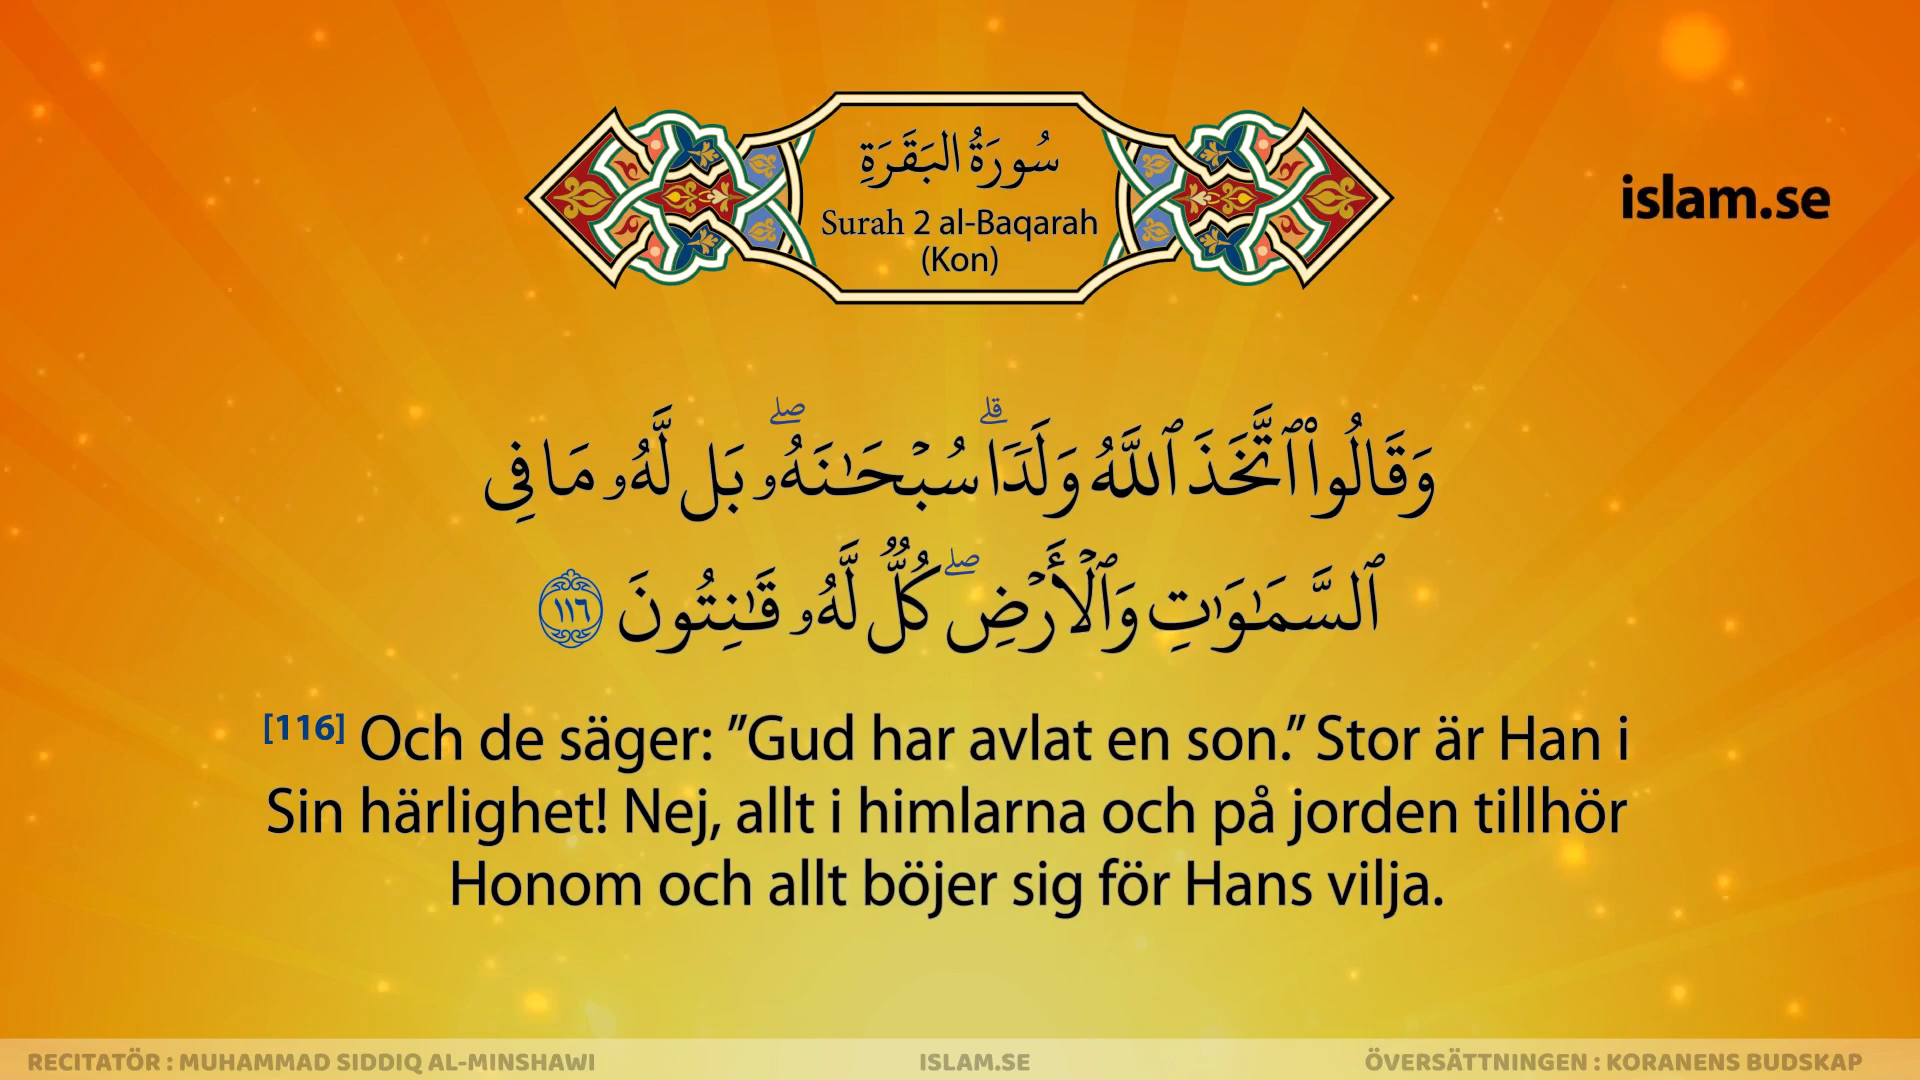 سُورَةُ البَقَرَةِ
Surah 2 al-Baqarah
(Kon)
islam.se
وَقَالُوا۟ ٱتَّخَذَ ٱللَّهُ وَلَدًۭا ۗ سُبْحَـٰنَهُۥ ۖ بَل لَّهُۥ مَا فِى
ٱلسَّمَـٰوَٰتِ وَٱلْأَرْضِ ۖ كُلٌّۭ لَّهُۥ قَـٰنِتُونَ ١١٦
[116] Och de säger: ”Gud har avlat en son.” Stor är Han i
Sin härlighet! Nej, allt i himlarna och på jorden tillhör
Honom och allt böjer sig för Hans vilja.
RECITATÖR : MUHAMMAD SIDDIQ AL-MINSHAWI
ISLAM.SE
ÖVERSÄTTNINGEN : KORANENS BUDSKAP